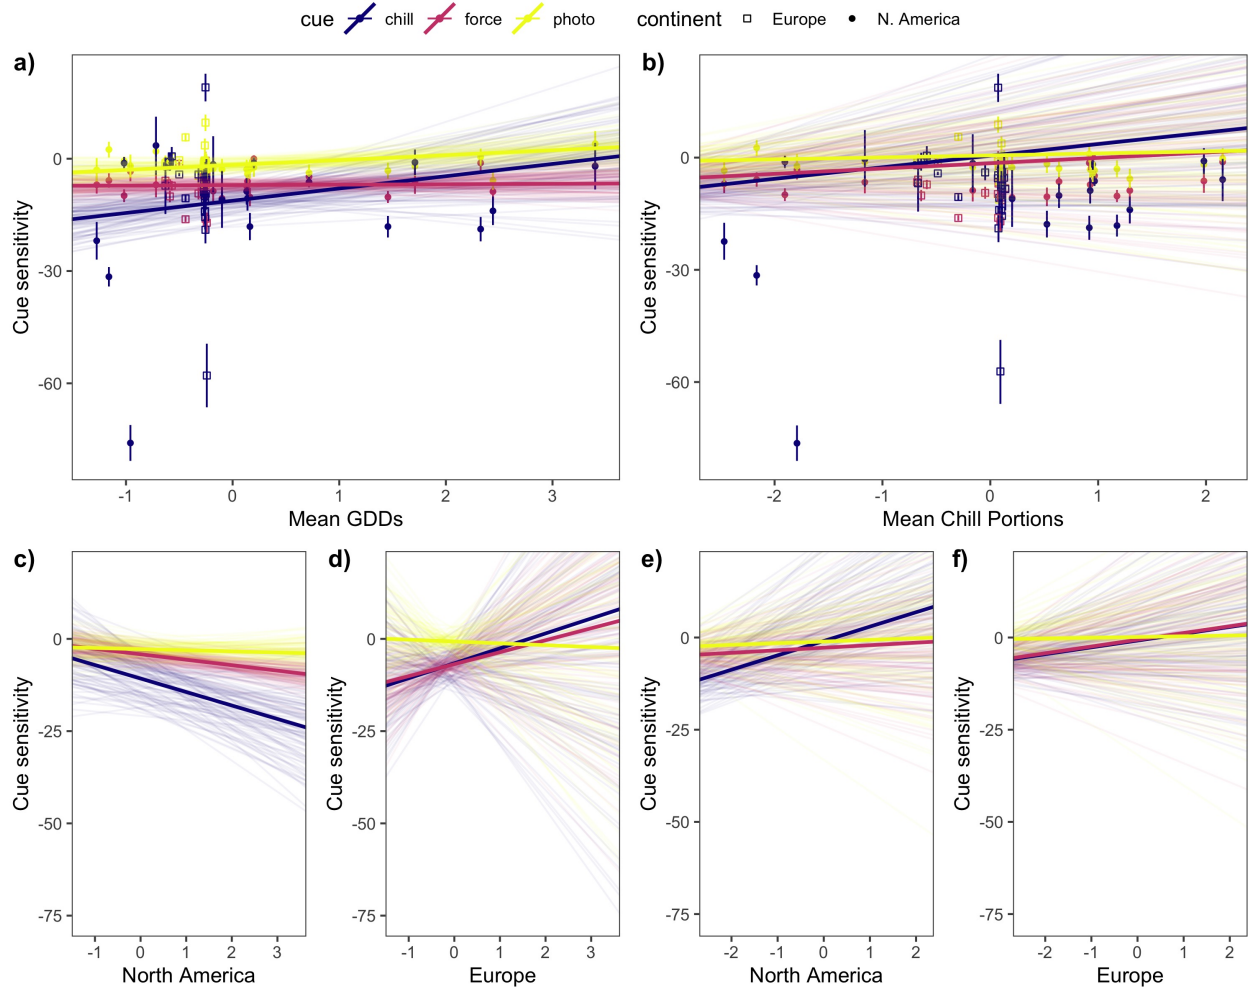 cue chill force photo continent Europe N. America
a)
Cue sensitivity
0
-30
-60
-1 0 1 2 3
Mean GDDs
b)
Cue sensitivity
0
-30
-60
-2 -1 0 1 2
Mean Chill Portions
c)
Cue sensitivity
0
-25
-50
-75
-1 0 1 2 3
North America
d)
Cue sensitivity
0
-25
-50
-75
-1 0 1 2 3
Europe
e)
Cue sensitivity
0
-25
-50
-75
-2 -1 0 1 2
North America
f)
Cue sensitivity
0
-25
-50
-75
-2 -1 0 1 2
Europe